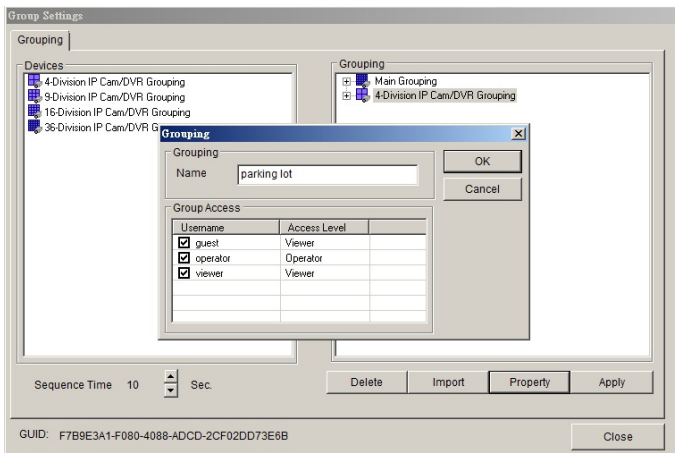 Group Settings
Grouping
Devices
4-Division IP Cam/DVR Grouping
9-Division IP Cam/DVR Grouping
16-Division IP Cam/DVR Grouping
36-Division IP Cam/DVR G
Grouping
Main Grouping
4-Division IP Cam/DVR Grouping
Grouping
Grouping
Name parking lot
OK
Cancel
Group Access
Username Access Level
guest Viewer
operator Operator
viewer Viewer
Sequence Time 10 Sec.
Delete Import Property Apply
GUID: F7B9E3A1-F080-4088-ADCD-2CF02DD73E6B
Close